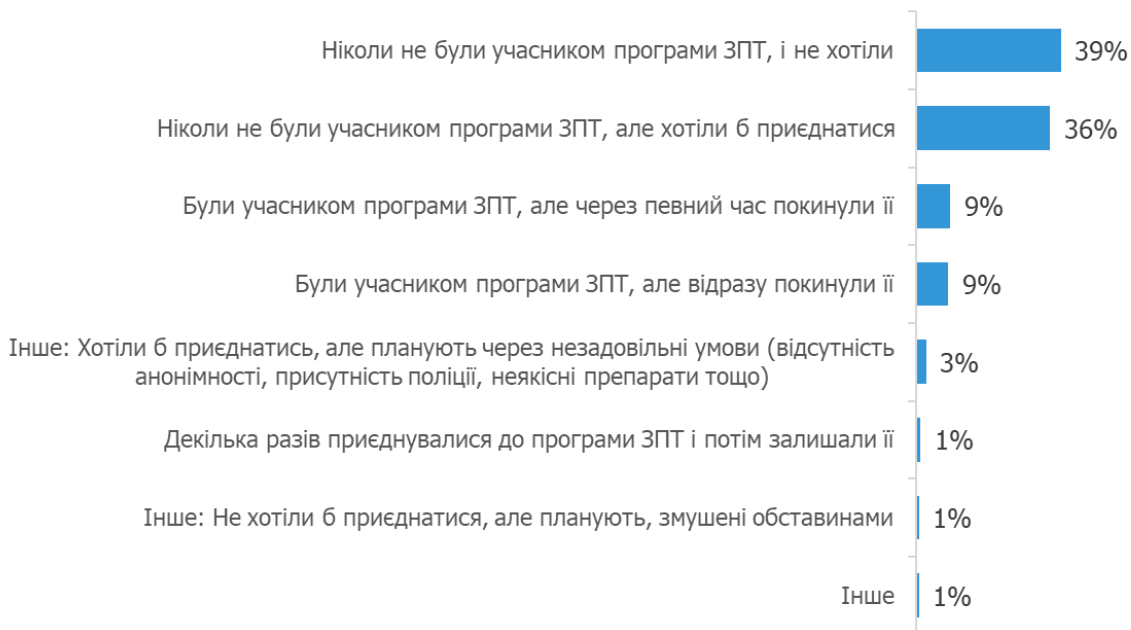 Ніколи не були учасником програми ЗПТ, і не хотіли
39%
Ніколи не були учасником програми ЗПТ, але хотіли б приєднатися
36%
Були учасником програми ЗПТ, але через певний час покинули її
9%
Були учасником програми ЗПТ, але відразу покинули її
9%
Інше: Хотіли б приєднатись, але планують через незадовільні умови (відсутність
анонімності, присутність поліції, неякісні препарати тощо)
3%
Декілька разів приєднувалися до програми ЗПТ і потім залишали її
1%
Інше: Не хотіли б приєднатися, але планують, змушені обставинами
1%
Інше
1%